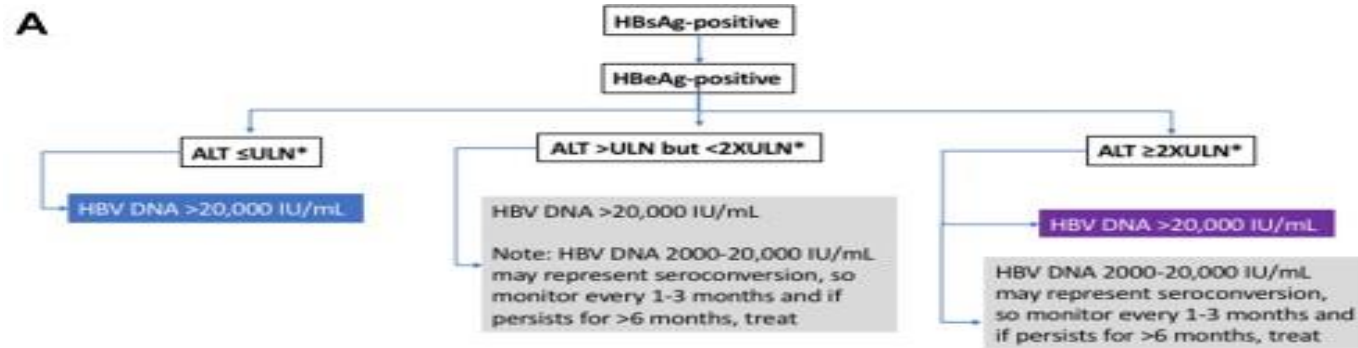 A
HBsAg-positive
HBeAg-positive
ALT ≤ULN*
HBV DNA >20,000 IU/mL
ALT >ULN but <2XULN*
HBV DNA >20,000 IU/mL
Note: HBV DNA 2000-20,000 IU/mL
may represent seroconversion, so
monitor every 1-3 months and if
persists for >6 months, treat
ALT ≥2XULN*
HBV DNA >20,000 IU/mL
HBV DNA 2000-20,000 IU/mL
may represent seroconversion,
so monitor every 1-3 months and
if persists for >6 months, treat